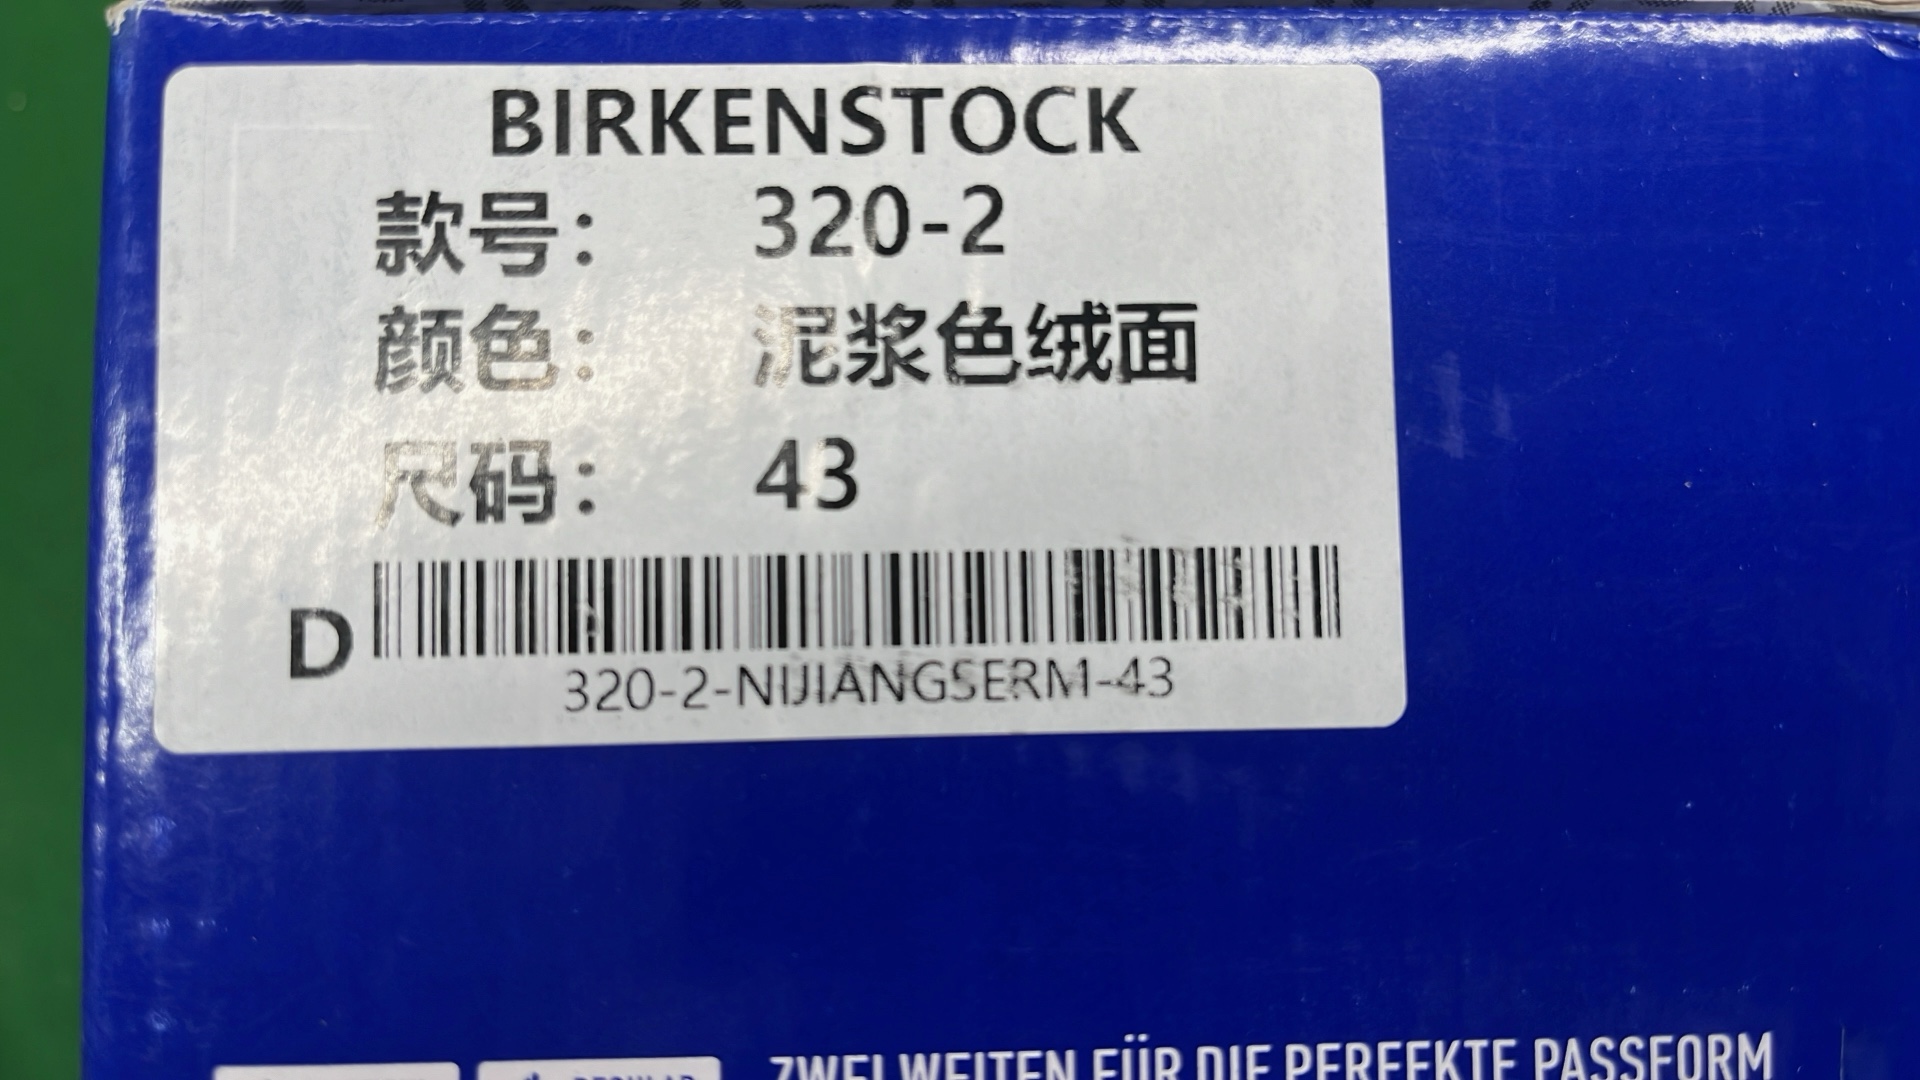 BIRKENSTOCK
款号： 320-2
颜色： 泥浆色绒面
尺码： 43
D
320-2-NIJIANGSERM-43
REGULAR
ZWEI WEITEN FÜR DIE PERFEKTE PASSFORM